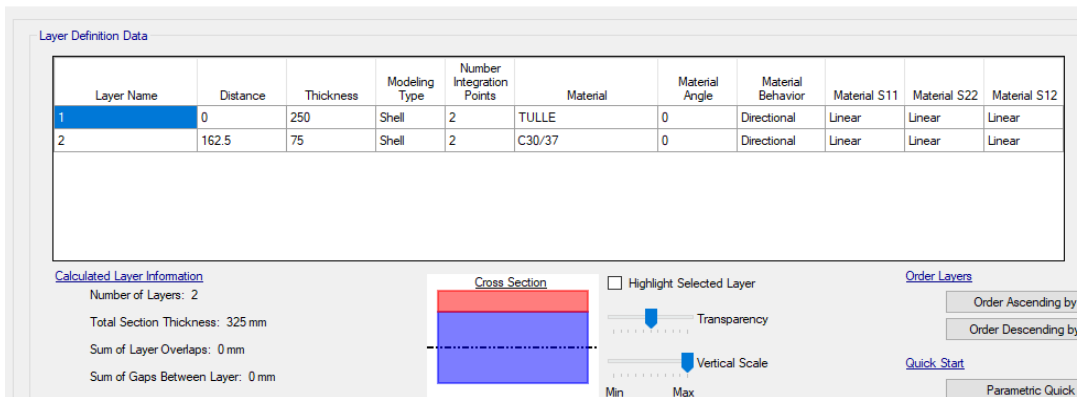 Layer Definition Data
Layer Name Distance Thickness Modeling Type Number Integration Points Material Material Angle Material Behavior Material S11 Material S22 Material S12
1 0 250 Shell 2 TULLE 0 Directional Linear Linear Linear
2 162.5 75 Shell 2 C30/37 0 Directional Linear Linear Linear
Calculated Layer Information
Number of Layers: 2
Total Section Thickness: 325 mm
Sum of Layer Overlaps: 0 mm
Sum of Gaps Between Layer: 0 mm
Cross Section
Highlight Selected Layer
Transparency
Vertical Scale
Min Max
Order Layers
Order Ascending by
Order Descending by
Quick Start
Parametric Quick